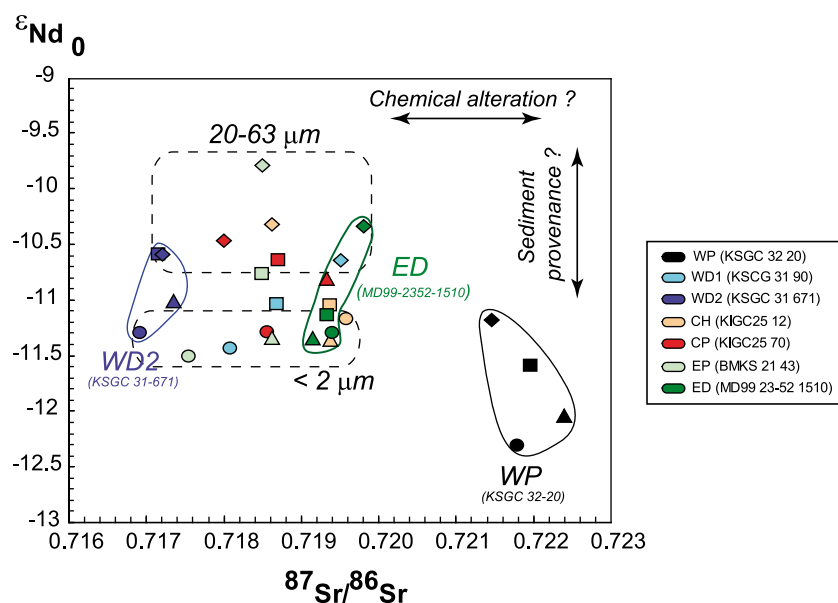 εNd 0
-9
-9.5
-10
-10.5
-11
-11.5
-12
-12.5
-13
Chemical alteration ?
20-63 μm
Sediment
provenance ?
ED
(MD99-2352-1510)
WD2
(KSGC 31-671)
< 2 μm
WP
(KSGC 32-20)
0.716 0.717 0.718 0.719 0.720 0.721 0.722 0.723
87Sr/86Sr
WP (KSGC 32 20)
WD1 (KSCG 31 90)
WD2 (KSGC 31 671)
CH (KIGC25 12)
CP (KIGC25 70)
EP (BMKS 21 43)
ED (MD99 23-52 1510)